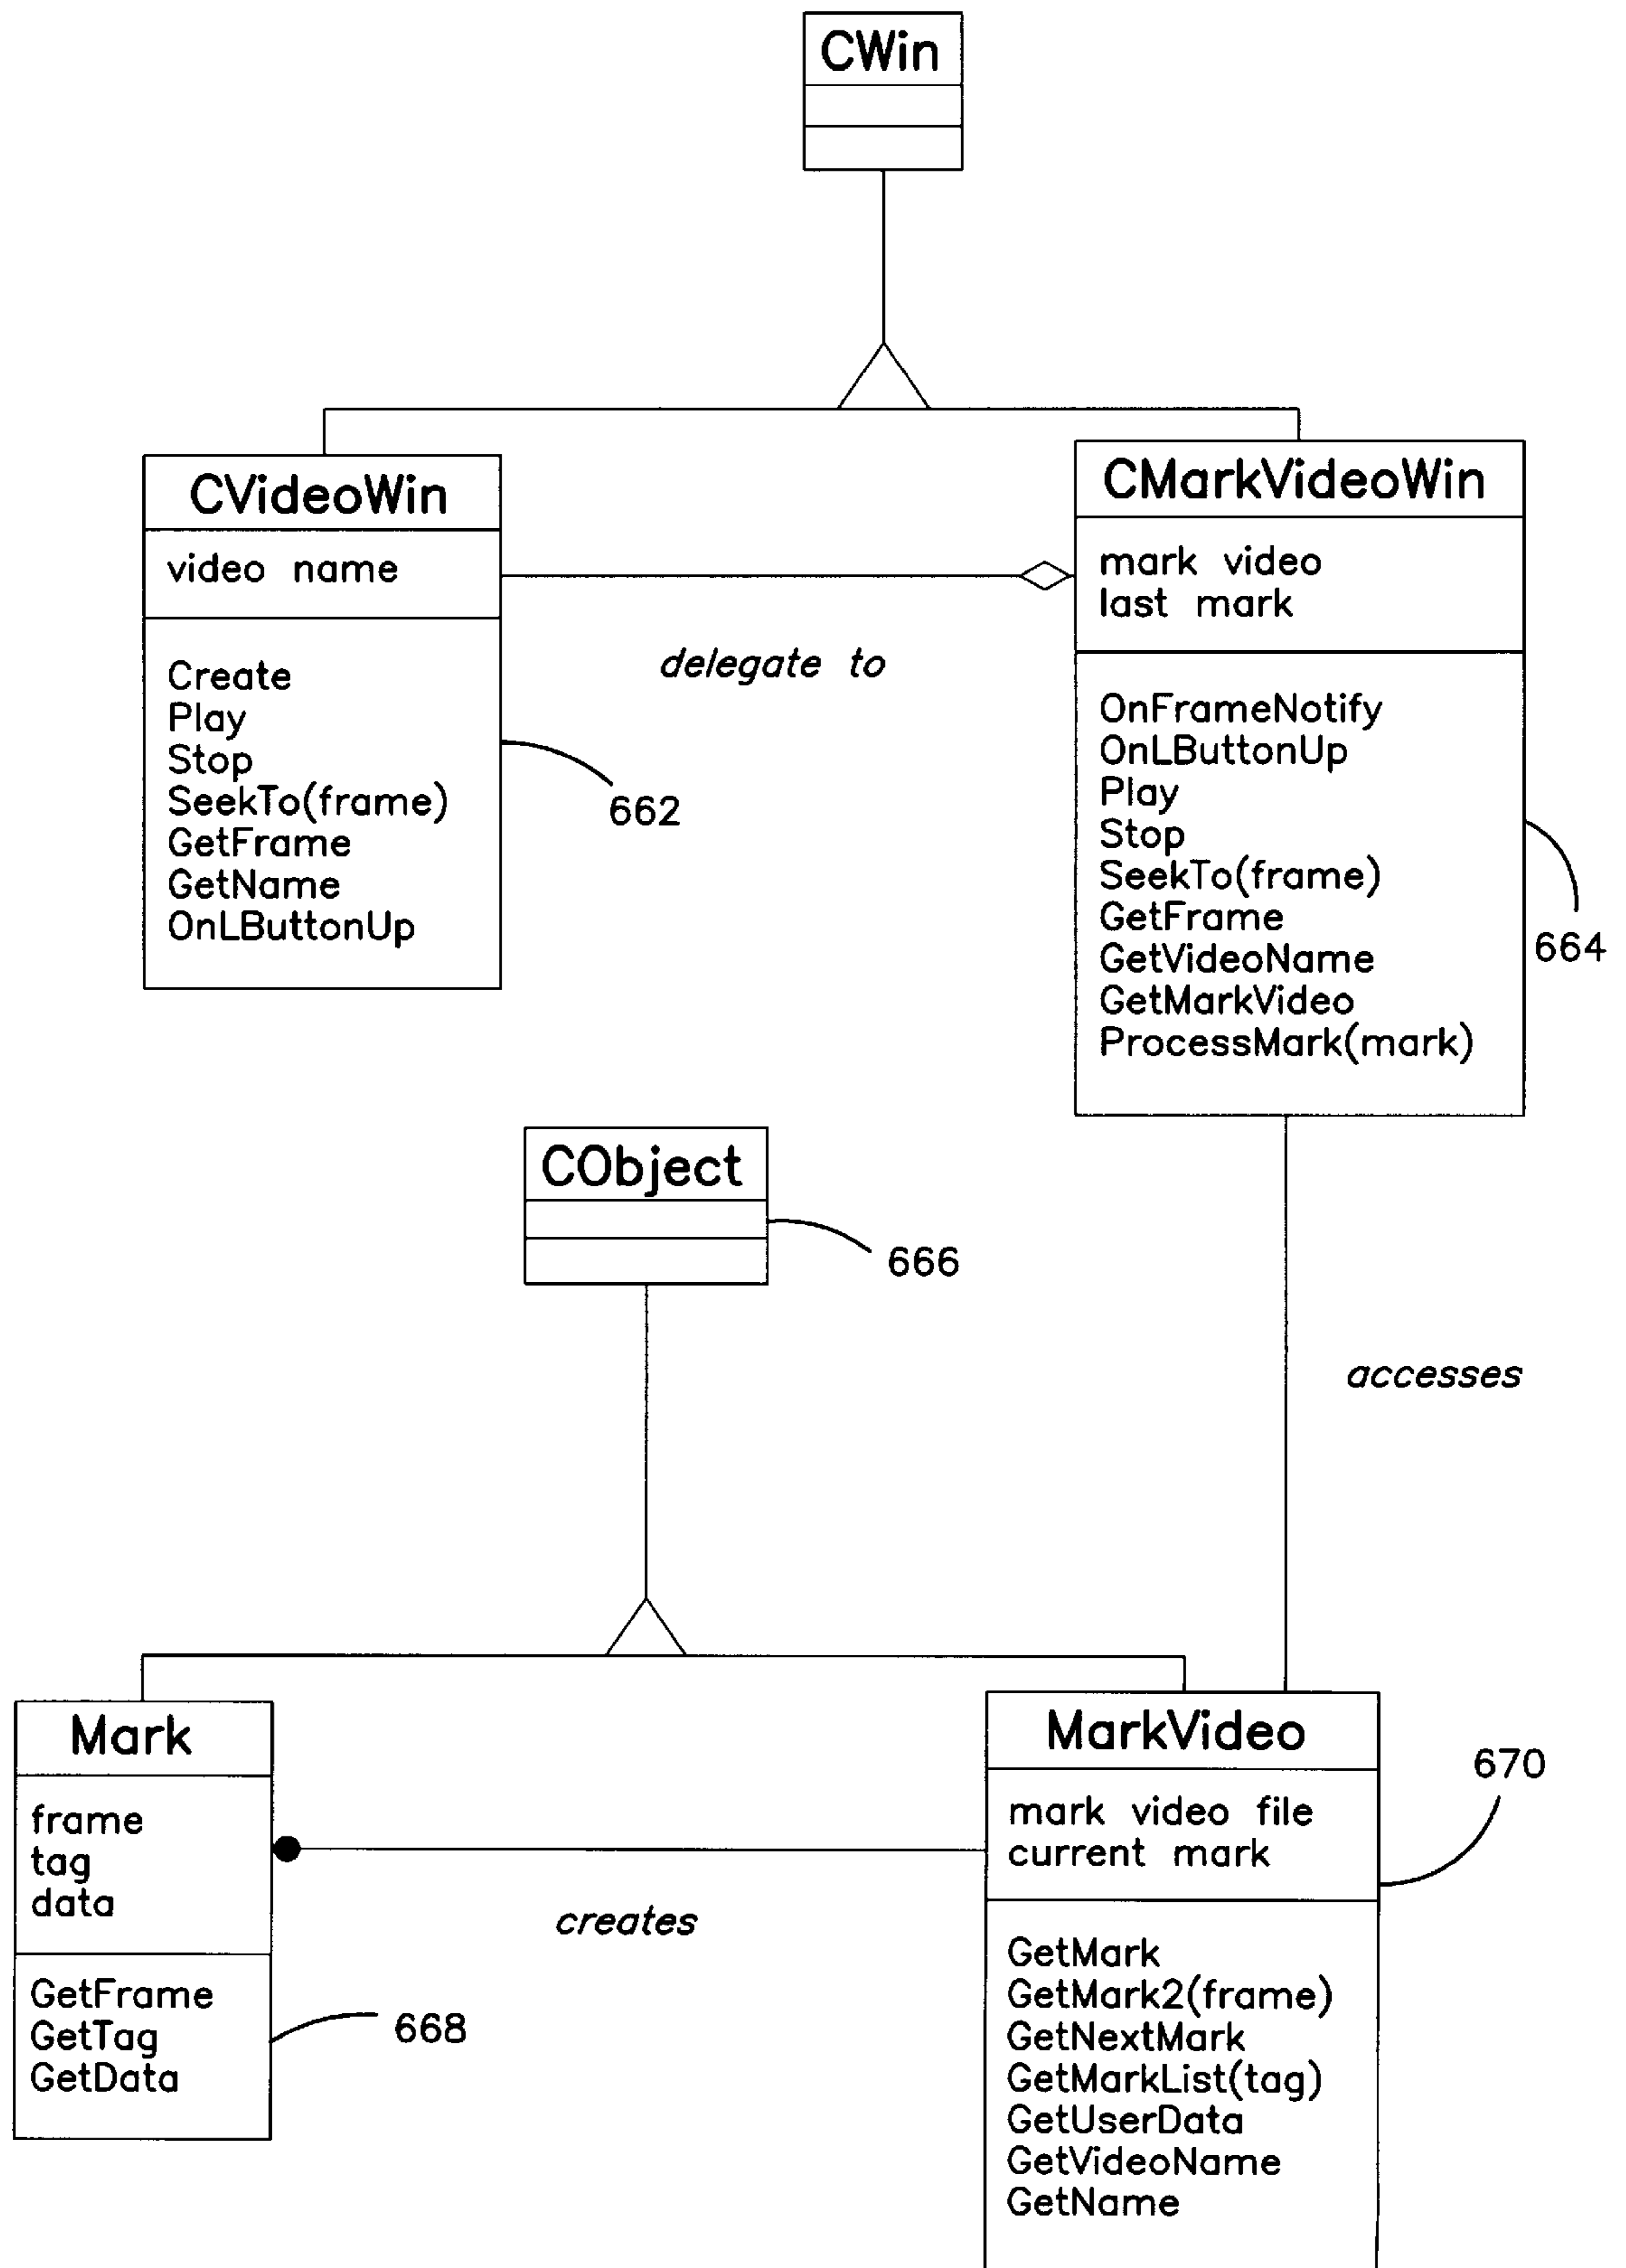 CWin
CVideoWin
video name
Create
Play
Stop
SeekTo(frame)
GetFrame
GetName
OnLButtonUp
662
delegate to
CMarkVideoWin
mark video
last mark
OnFrameNotify
OnLButtonUp
Play
Stop
SeekTo(frame)
GetFrame
GetVideoName
GetMarkVideo
ProcessMark(mark)
664
CObject
666
accesses
Mark
frame
tag
data
GetFrame
GetTag
GetData
668
creates
MarkVideo
mark video file
current mark
GetMark
GetMark2(frame)
GetNextMark
GetMarkList(tag)
GetUserData
GetVideoName
GetName
670